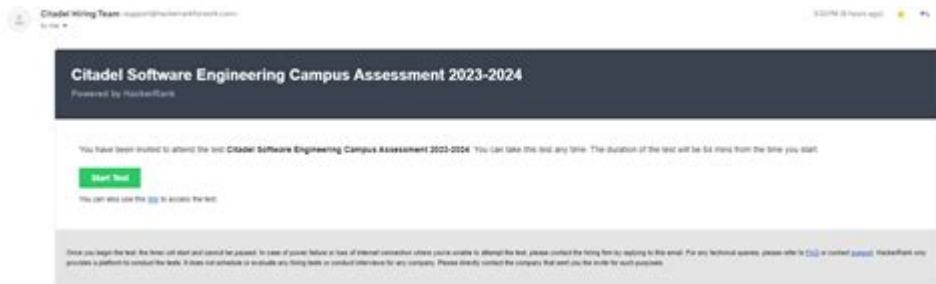 Citadel Hiring Team <support@hackerrankforwork.com>
to me
Citadel Software Engineering Campus Assessment 2023-2024
Powered by HackerRank
You have been invited to attend the test Citadel Software Engineering Campus Assessment 2023-2024. You can take this test any time. The duration of the test will be mins from the time you start.
Start Test
You can also use this link to access the test.
Once you begin the test, the timer will start and cannot be paused. In case of power failure or loss of internet connection where you're unable to attempt the test, please contact the hiring firm by replying to this email. For any technical queries, please refer to FAQ or contact support. HackerRank only
provides a platform to conduct the tests. It does not schedule or evaluate any hiring tests or conduct interviews for any company. Please directly contact the company that sent you the invite for such purposes.